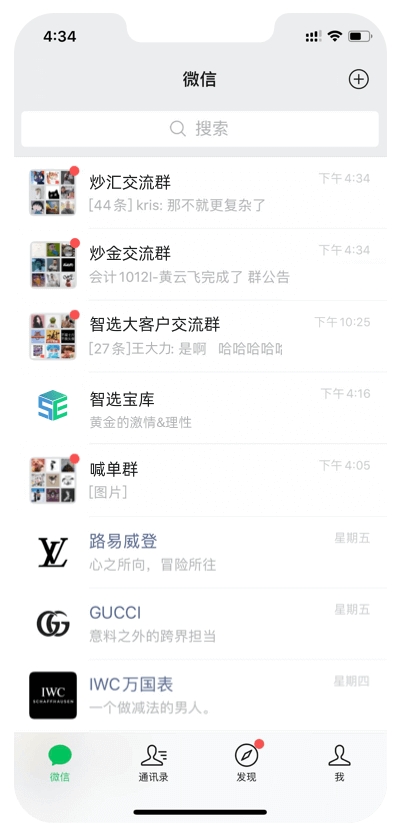 4:34
微信
搜索
炒汇交流群
下午4:34
[44条] kris: 那不就更复杂了
炒金交流群
下午4:34
会计1012l-黄云飞完成了 群公告
智选大客户交流群
下午10:25
[27条]王大力: 是啊 哈哈哈哈
智选宝库
下午4:16
黄金的激情&理性
喊单群
下午4:05
[图片]
路易威登
星期五
心之所向，冒险所往
GUCCI
星期五
意料之外的跨界担当
IWC
SCHAFFHAUSEN
IWC万国表
星期四
一个做减法的男人。
微信
通讯录
发现
我